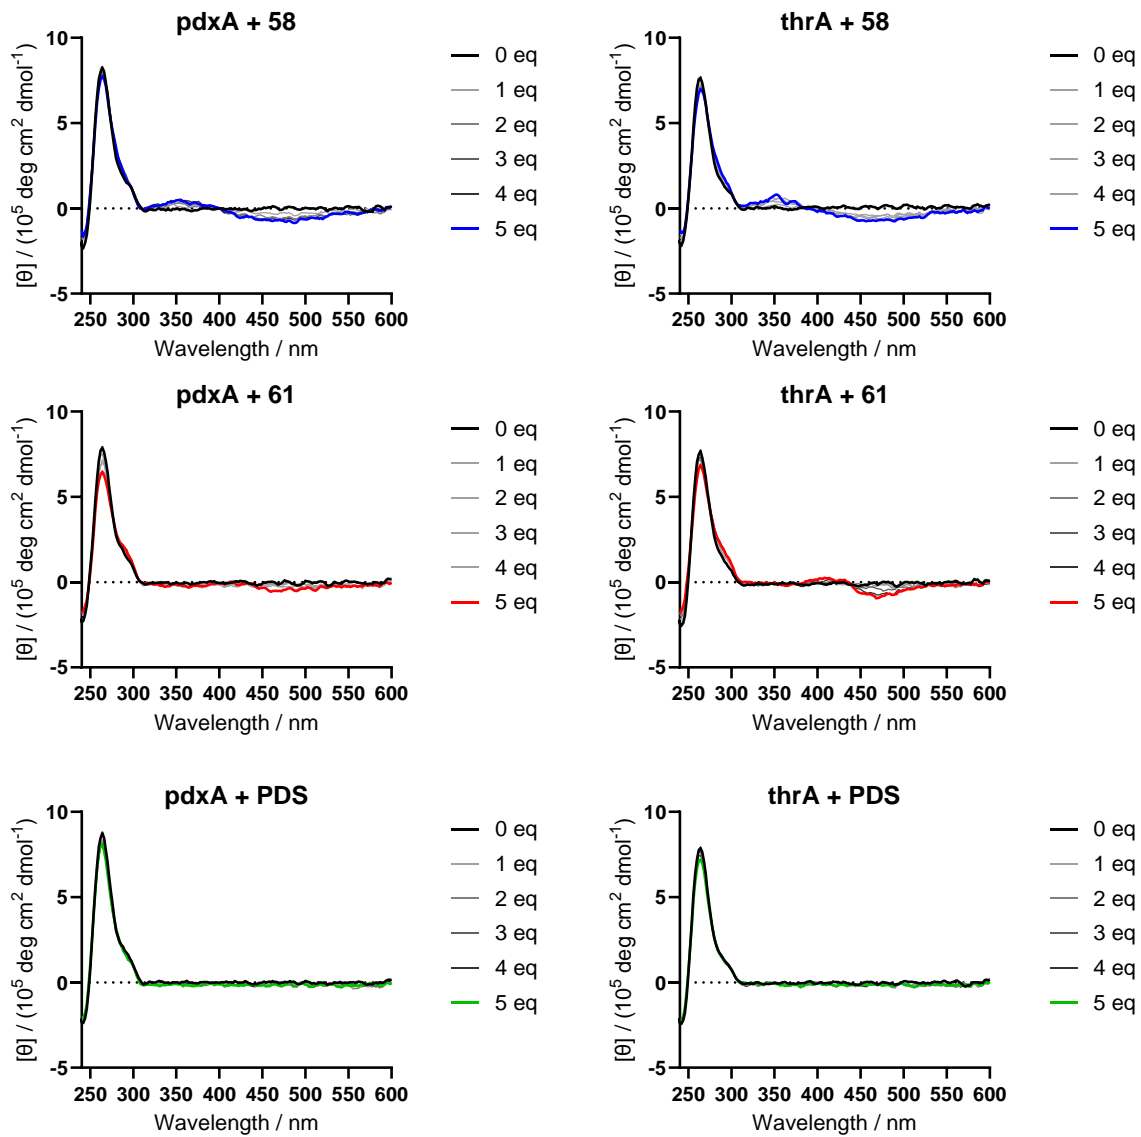 pdxA + 58
[θ] / (10⁵ deg cm² dmol⁻¹)
10
5
0
-5
250 300 350 400 450 500 550 600
Wavelength / nm
0 eq
1 eq
2 eq
3 eq
4 eq
5 eq
thrA + 58
[θ] / (10⁵ deg cm² dmol⁻¹)
10
5
0
-5
250 300 350 400 450 500 550 600
Wavelength / nm
0 eq
1 eq
2 eq
3 eq
4 eq
5 eq
pdxA + 61
[θ] / (10⁵ deg cm² dmol⁻¹)
10
5
0
-5
250 300 350 400 450 500 550 600
Wavelength / nm
0 eq
1 eq
2 eq
3 eq
4 eq
5 eq
thrA + 61
[θ] / (10⁵ deg cm² dmol⁻¹)
10
5
0
-5
250 300 350 400 450 500 550 600
Wavelength / nm
0 eq
1 eq
2 eq
3 eq
4 eq
5 eq
pdxA + PDS
[θ] / (10⁵ deg cm² dmol⁻¹)
10
5
0
-5
250 300 350 400 450 500 550 600
Wavelength / nm
0 eq
1 eq
2 eq
3 eq
4 eq
5 eq
thrA + PDS
[θ] / (10⁵ deg cm² dmol⁻¹)
10
5
0
-5
250 300 350 400 450 500 550 600
Wavelength / nm
0 eq
1 eq
2 eq
3 eq
4 eq
5 eq